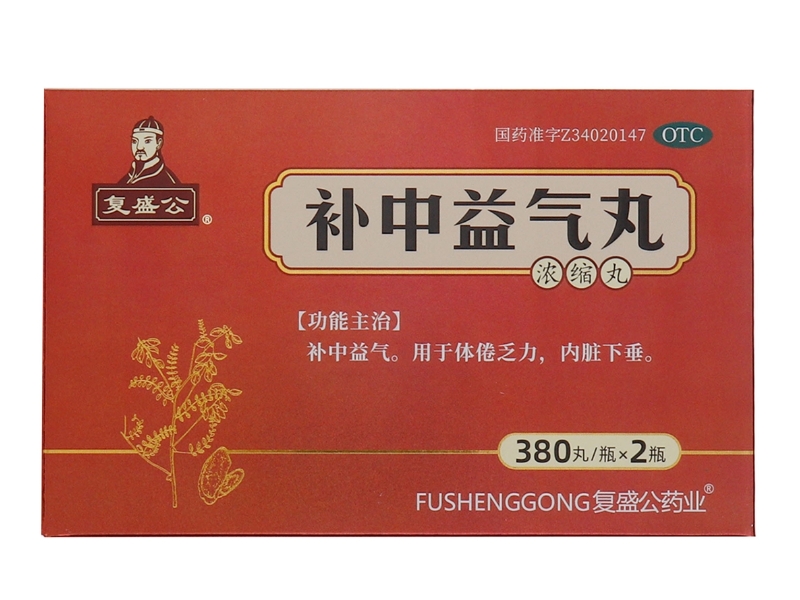 国药准字Z34020147 OTC
复盛公®
补中益气丸
浓缩丸
【功能主治】
补中益气。用于体倦乏力，内脏下垂。
380丸/瓶×2瓶
FUSHENGGONG复盛公药业®